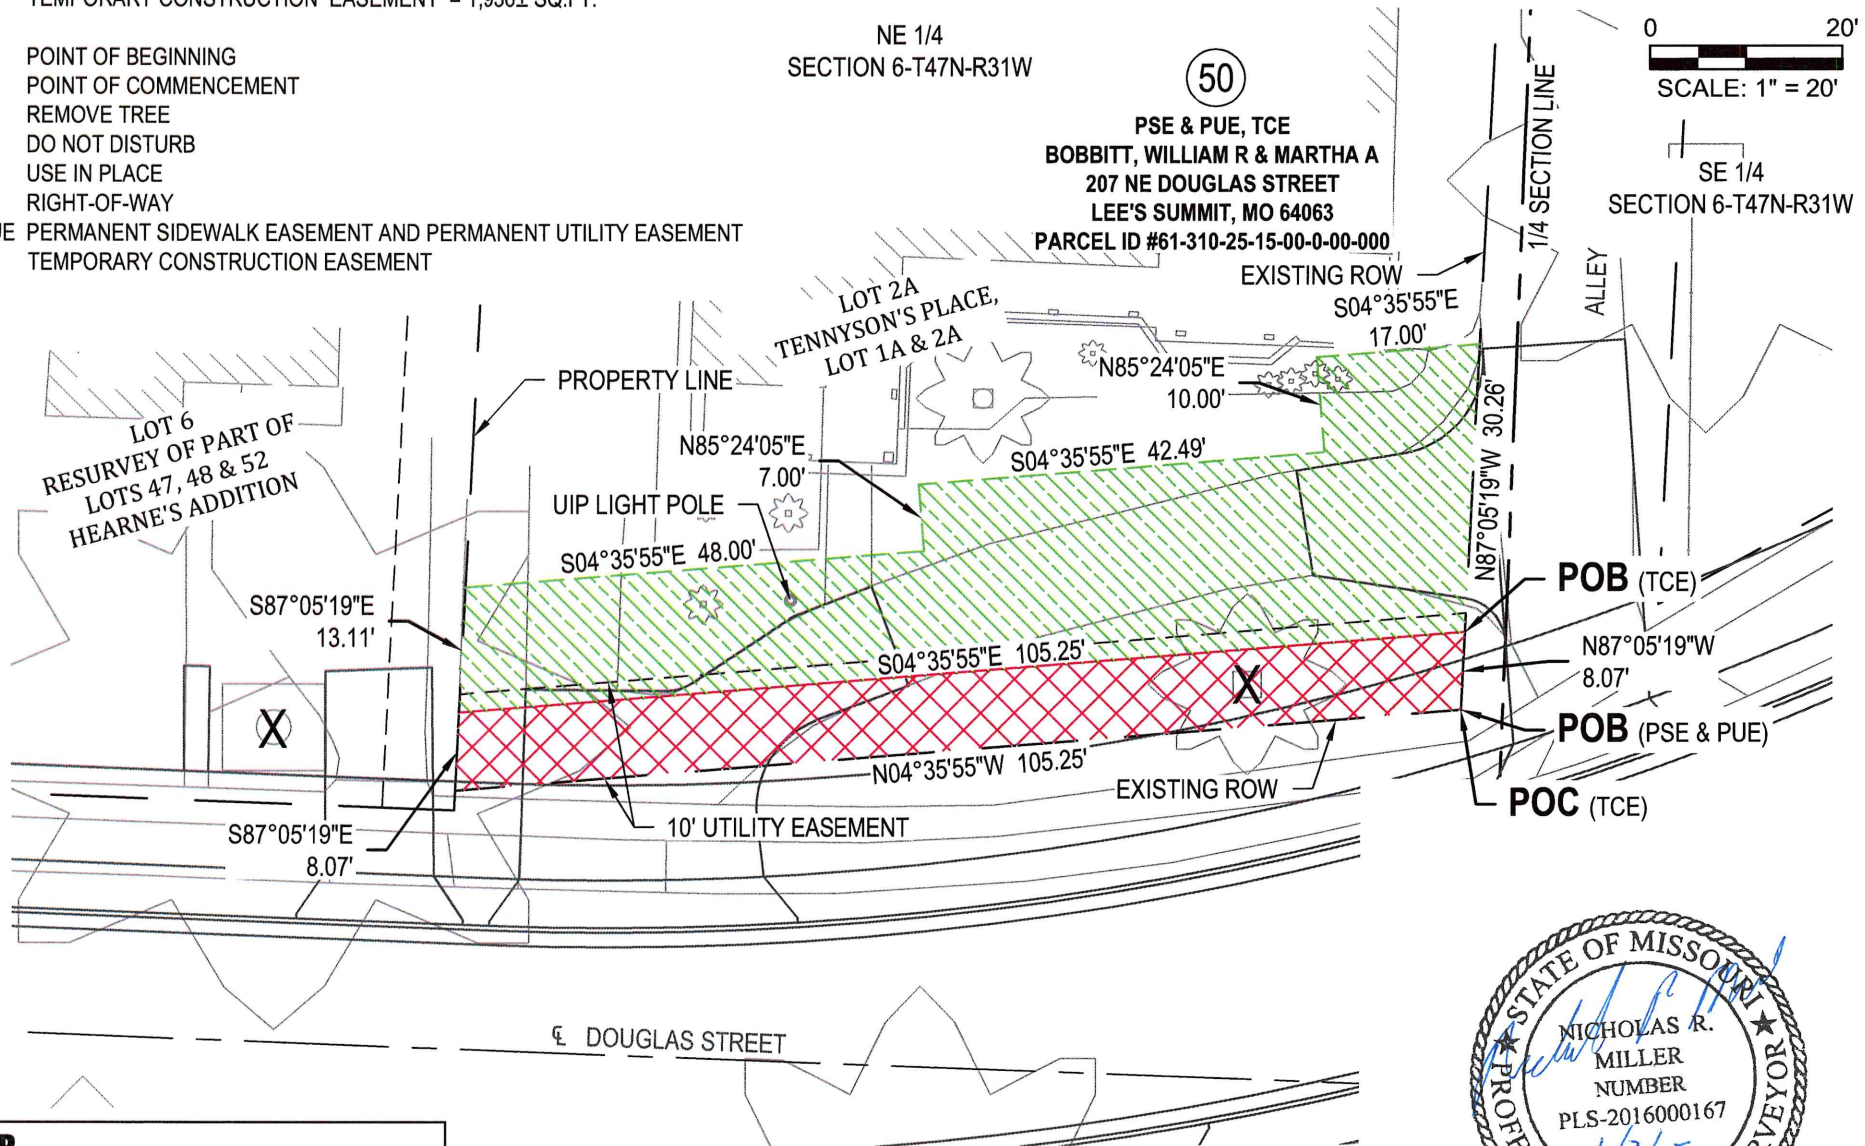 TEMPORARY CONSTRUCTION EASEMENT = 1,950± SQ.FT.
POINT OF BEGINNING
POINT OF COMMENCEMENT
REMOVE TREE
DO NOT DISTURB
USE IN PLACE
RIGHT-OF-WAY
PERMANENT SIDEWALK EASEMENT AND PERMANENT UTILITY EASEMENT
TEMPORARY CONSTRUCTION EASEMENT
NE 1/4
SECTION 6-T47N-R31W
50
PSE & PUE, TCE
BOBBITT, WILLIAM R & MARTHA A
207 NE DOUGLAS STREET
LEE'S SUMMIT, MO 64063
PARCEL ID #61-310-25-15-00-0-00-000
0 20'
SCALE: 1" = 20'
1/4 SECTION LINE
SE 1/4
SECTION 6-T47N-R31W
ALLEY
EXISTING ROW
S04°35'55"E
17.00'
LOT 2A
TENNYSON'S PLACE,
LOT 1A & 2A
N85°24'05"E
10.00'
PROPERTY LINE
LOT 6
RESURVEY OF PART OF
LOTS 47, 48 & 52
HEARNE'S ADDITION
N85°24'05"E
7.00'
S04°35'55"E 42.49'
N87°05'19"W 30.26'
UIP LIGHT POLE
S04°35'55"E 48.00'
S87°05'19"E
13.11'
POB (TCE)
S04°35'55"E 105.25'
N87°05'19"W
8.07'
X
X
POB (PSE & PUE)
N04°35'55"W 105.25'
EXISTING ROW
POC (TCE)
10' UTILITY EASEMENT
S87°05'19"E
8.07'
℄ DOUGLAS STREET
STATE OF MISSOURI
NICHOLAS R.
MILLER
NUMBER
PLS-2016000167